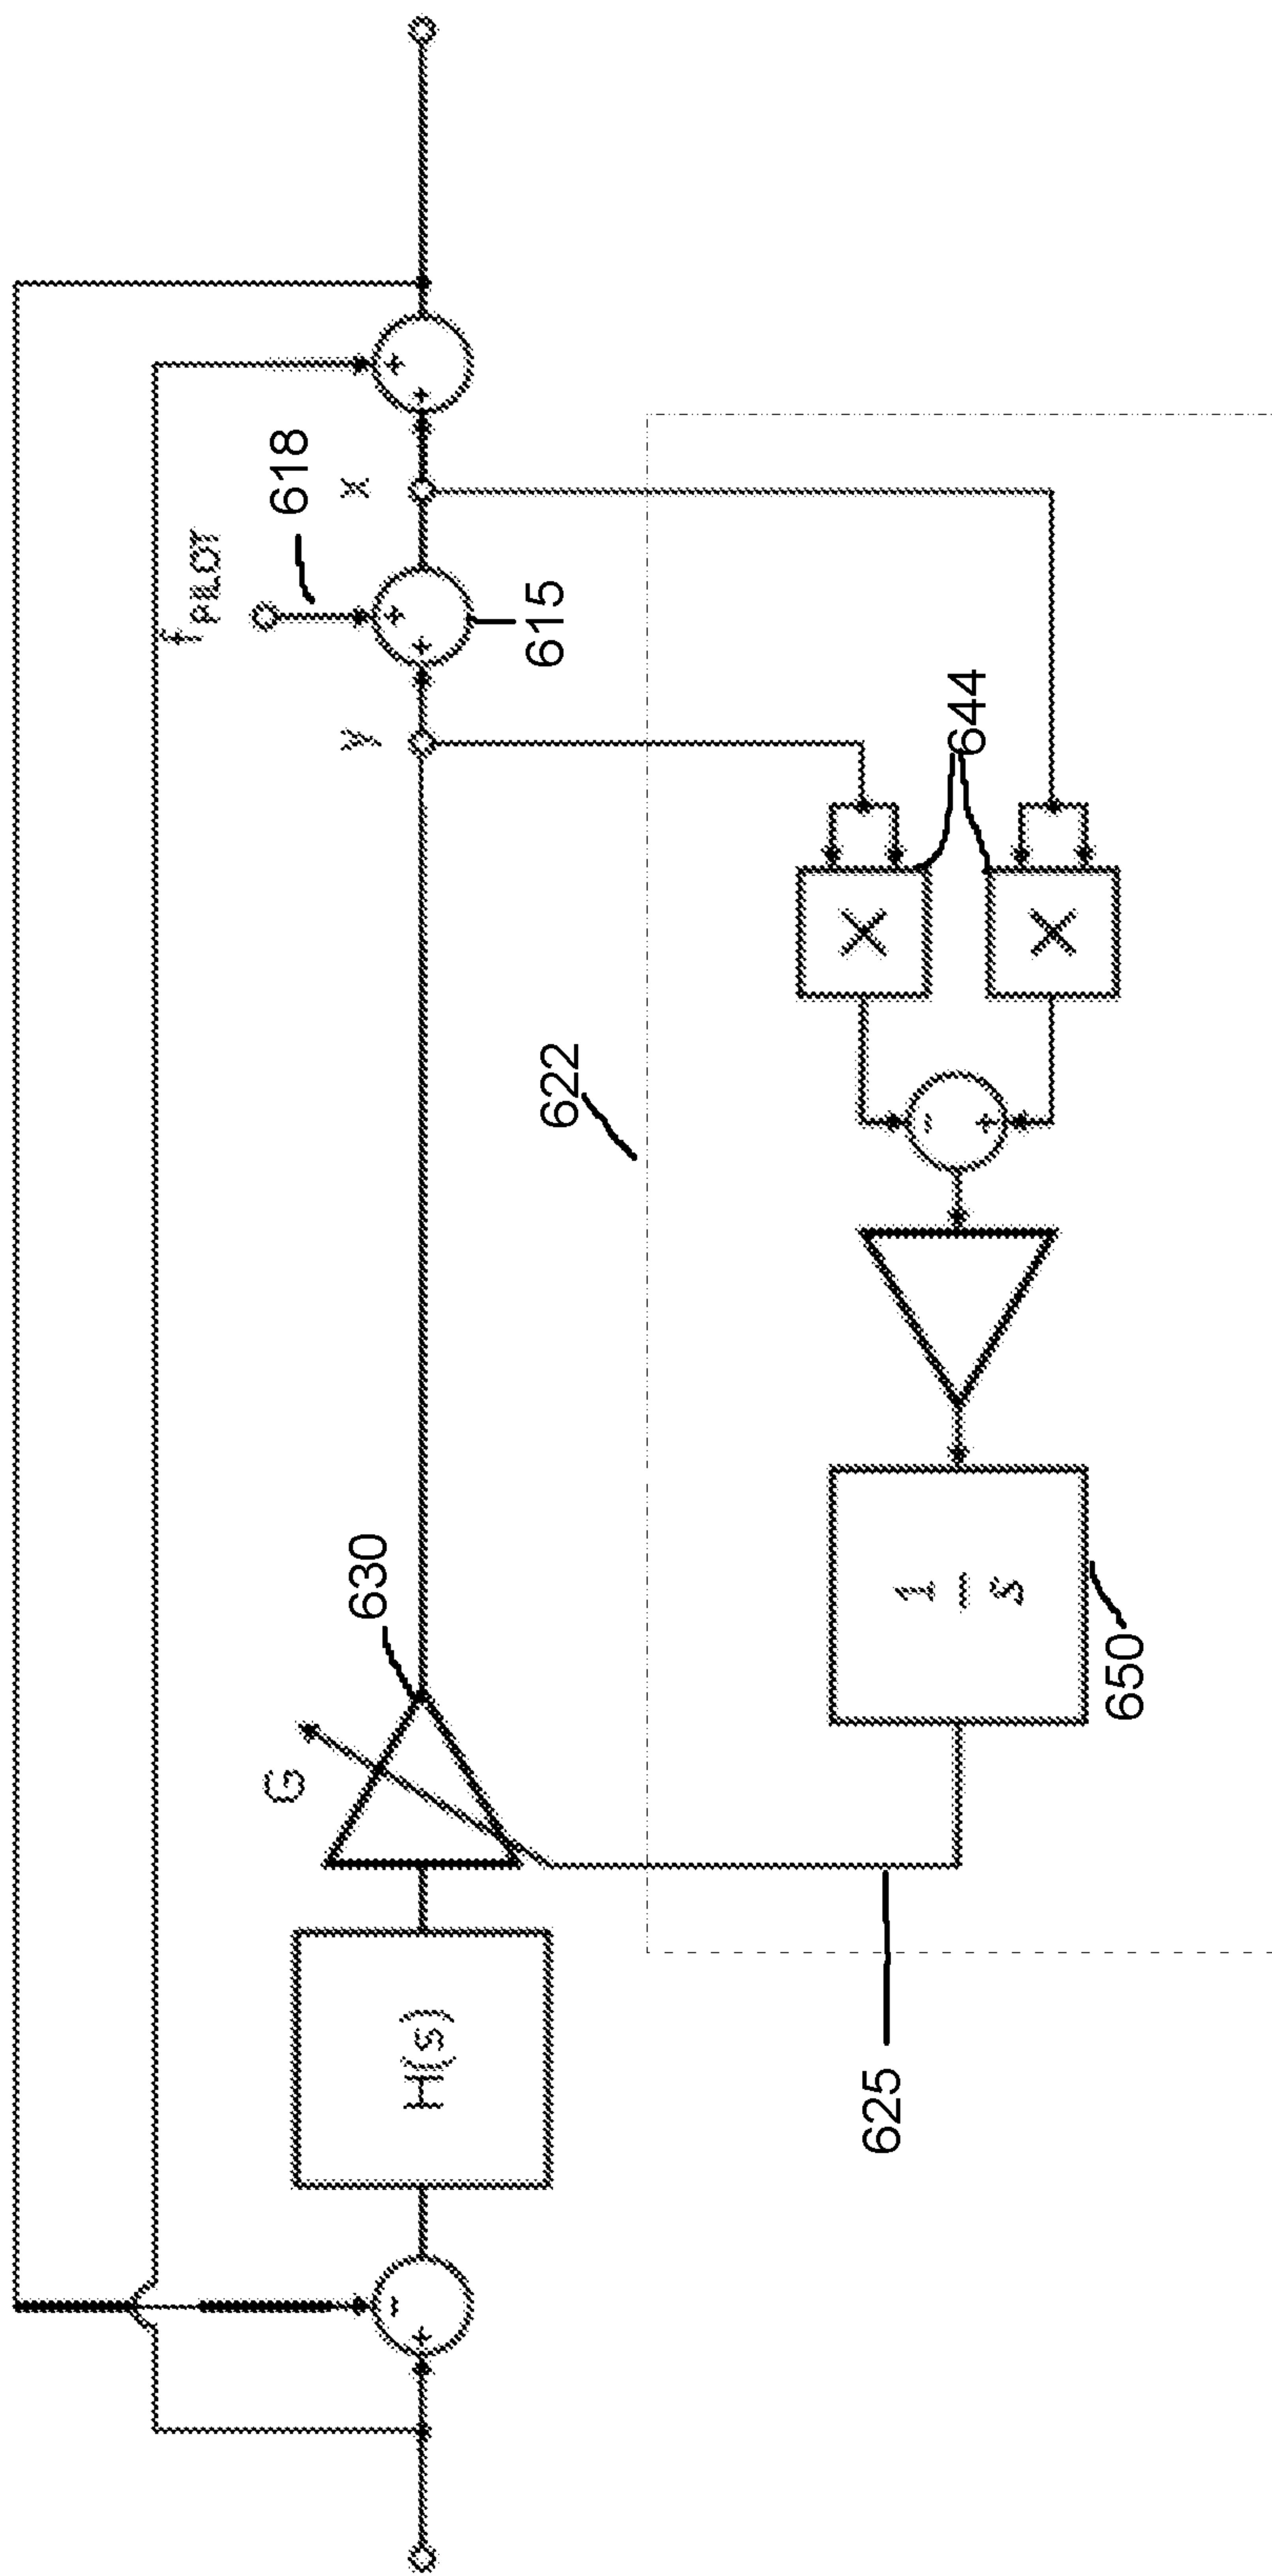 f PILOT
618
x
+
+
+
+
615
y
644
X
X
622
-
+
630
G
1
s
650
H(s)
625
-
+